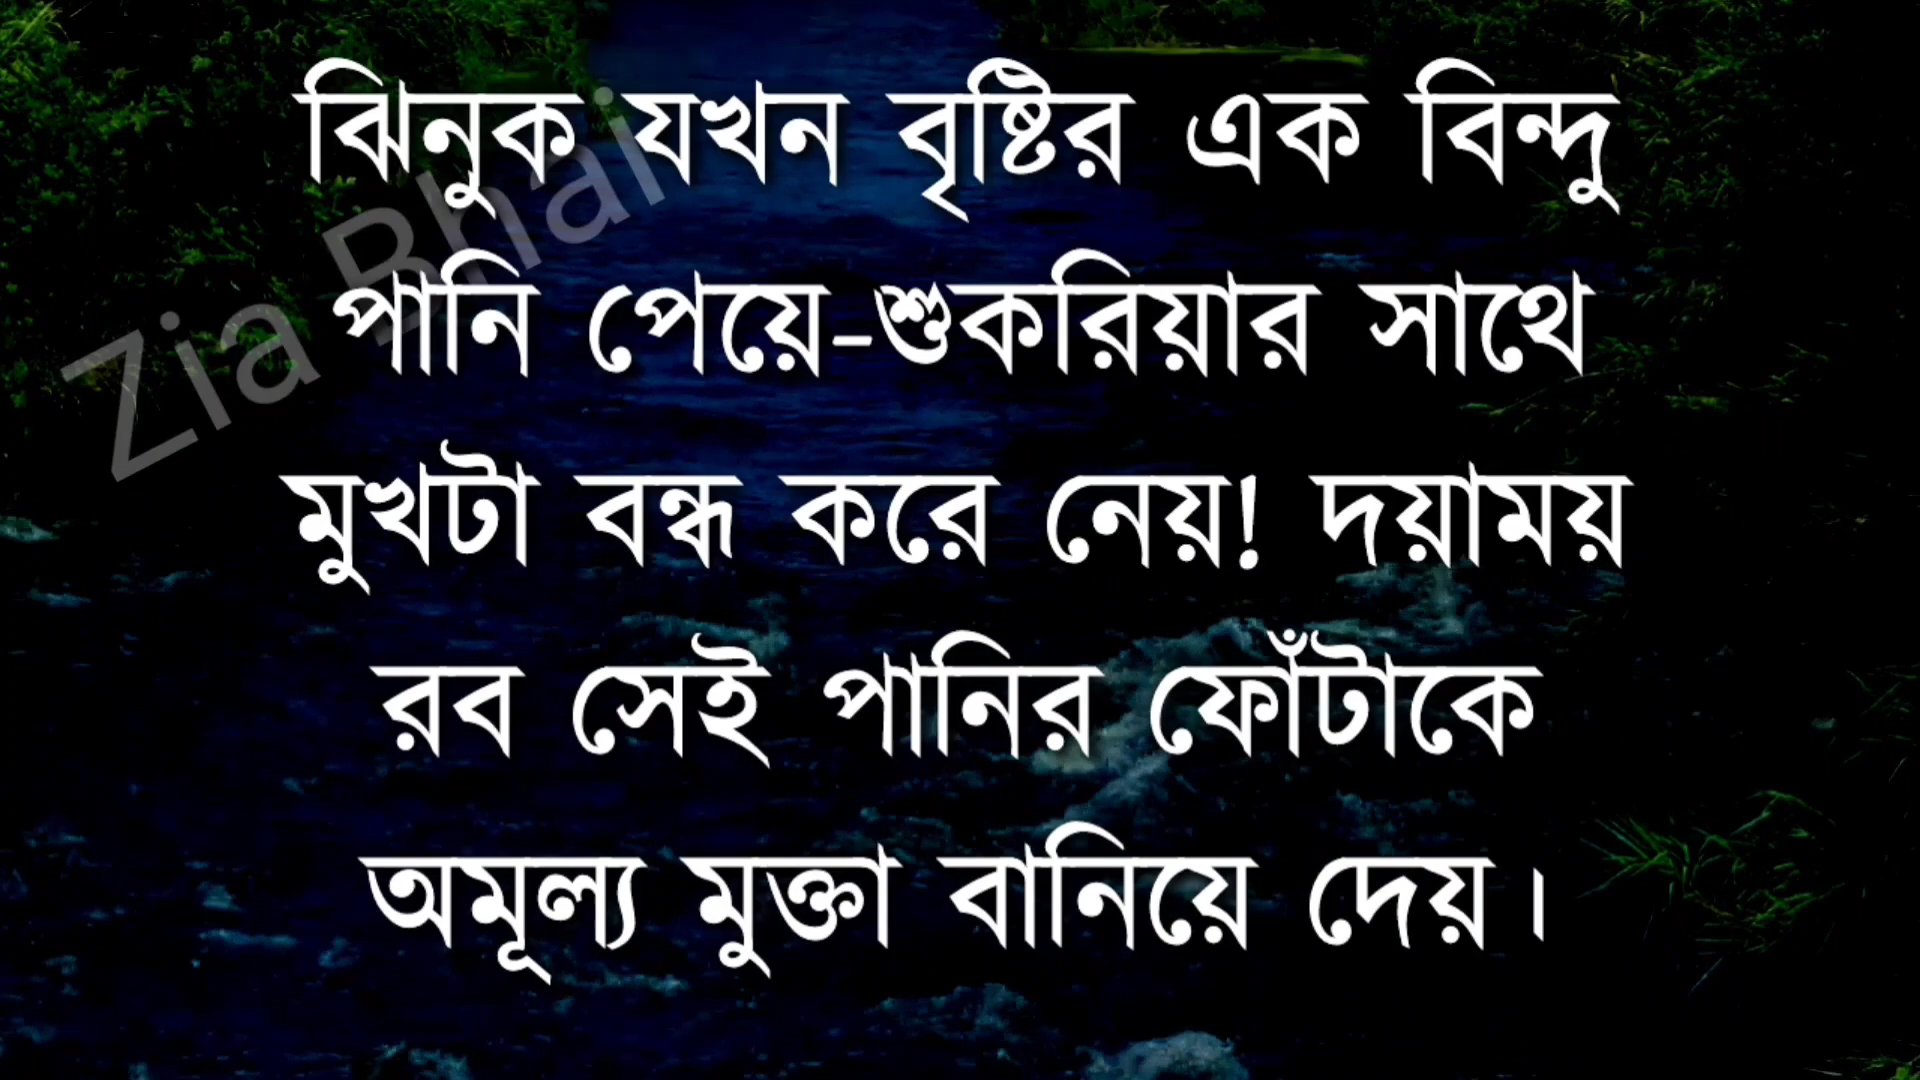 ঝিনুক যখন বৃষ্টির এক বিন্দু
পানি পেয়ে-শুকরিয়ার সাথে
মুখটা বন্ধ করে নেয়! দয়াময়
রব সেই পানির ফোঁটাকে
অমূল্য মুক্তা বানিয়ে দেয়।
Zia Bhai